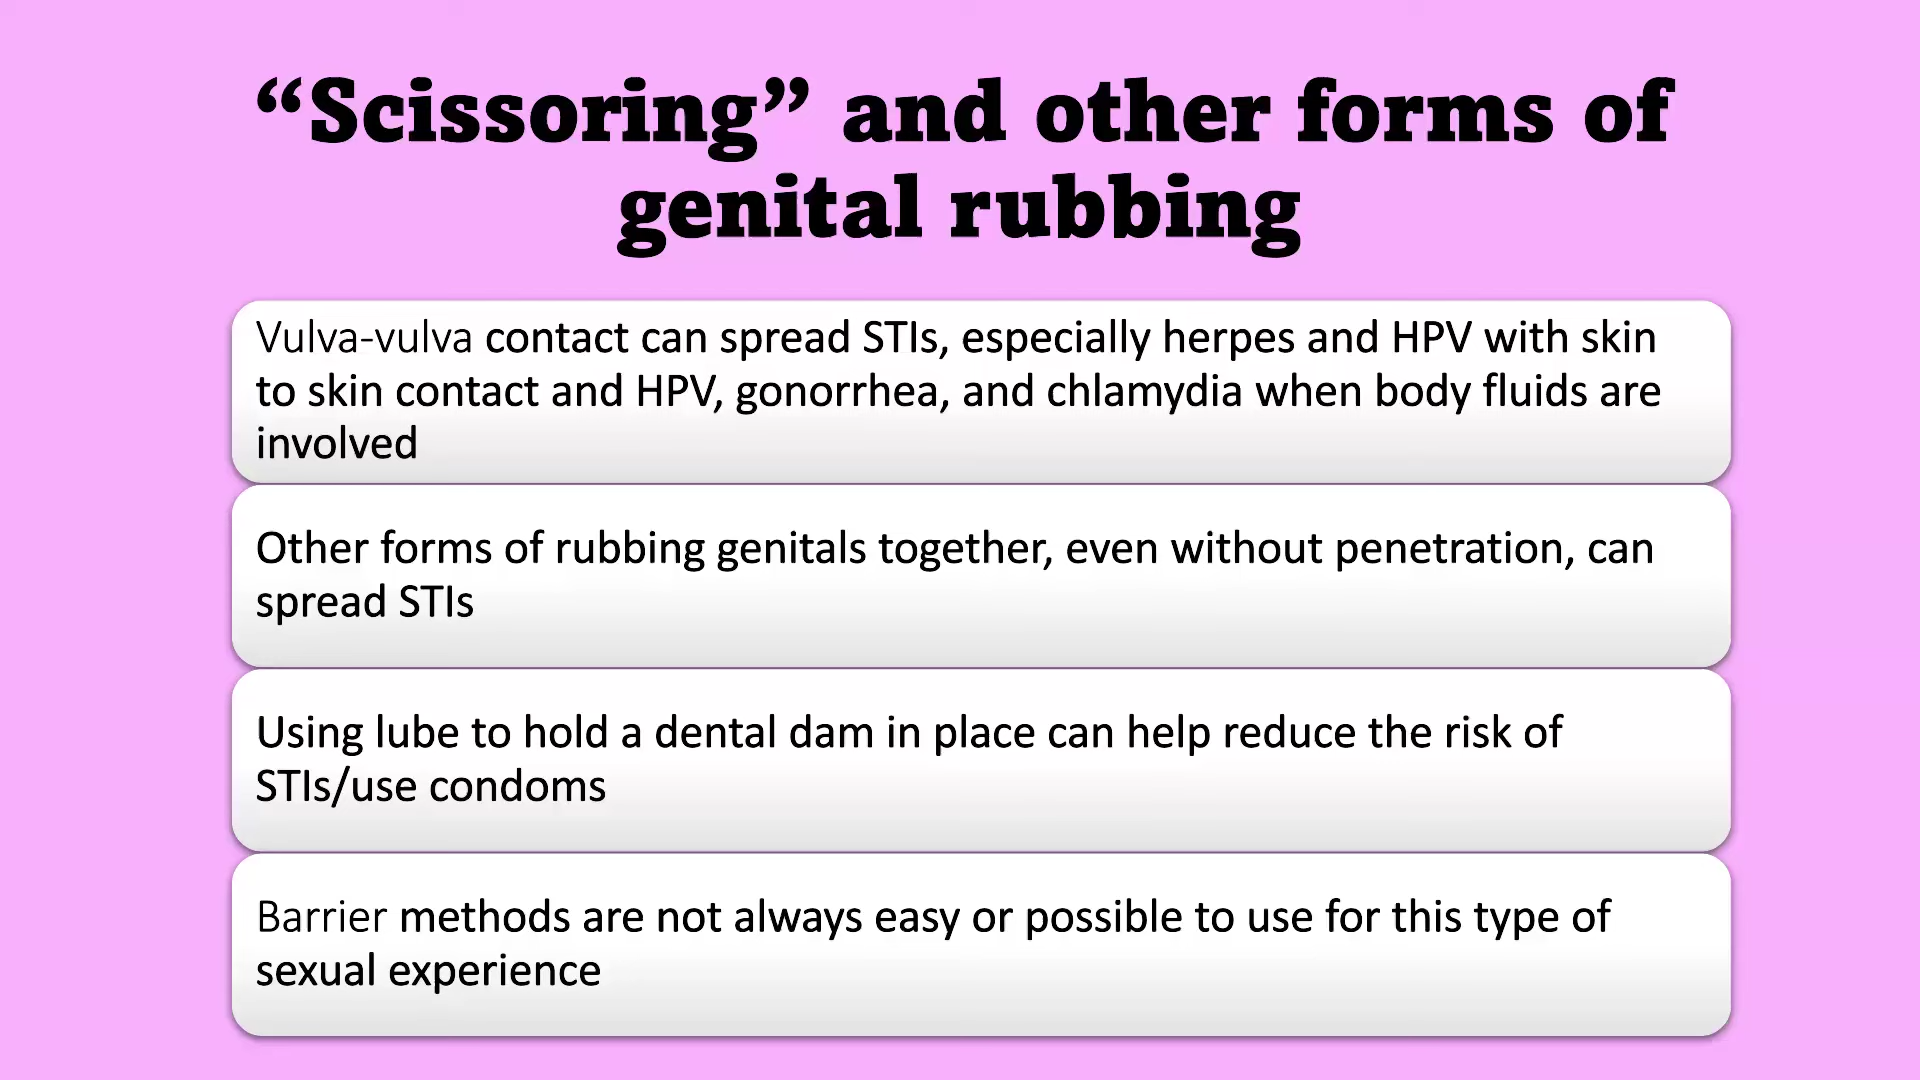 “Scissoring” and other forms of
genital rubbing
Vulva-vulva contact can spread STIs, especially herpes and HPV with skin
to skin contact and HPV, gonorrhea, and chlamydia when body fluids are
involved
Other forms of rubbing genitals together, even without penetration, can
spread STIs
Using lube to hold a dental dam in place can help reduce the risk of
STIs/use condoms
Barrier methods are not always easy or possible to use for this type of
sexual experience